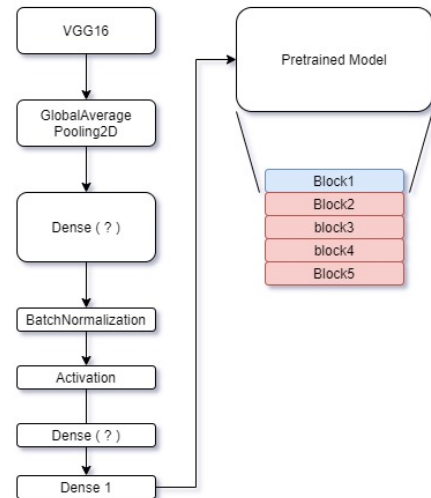 VGG16
GlobalAverage
Pooling2D
Dense ( ? )
BatchNormalization
Activation
Dense ( ? )
Dense 1
Pretrained Model
Block1
Block2
block3
block4
Block5